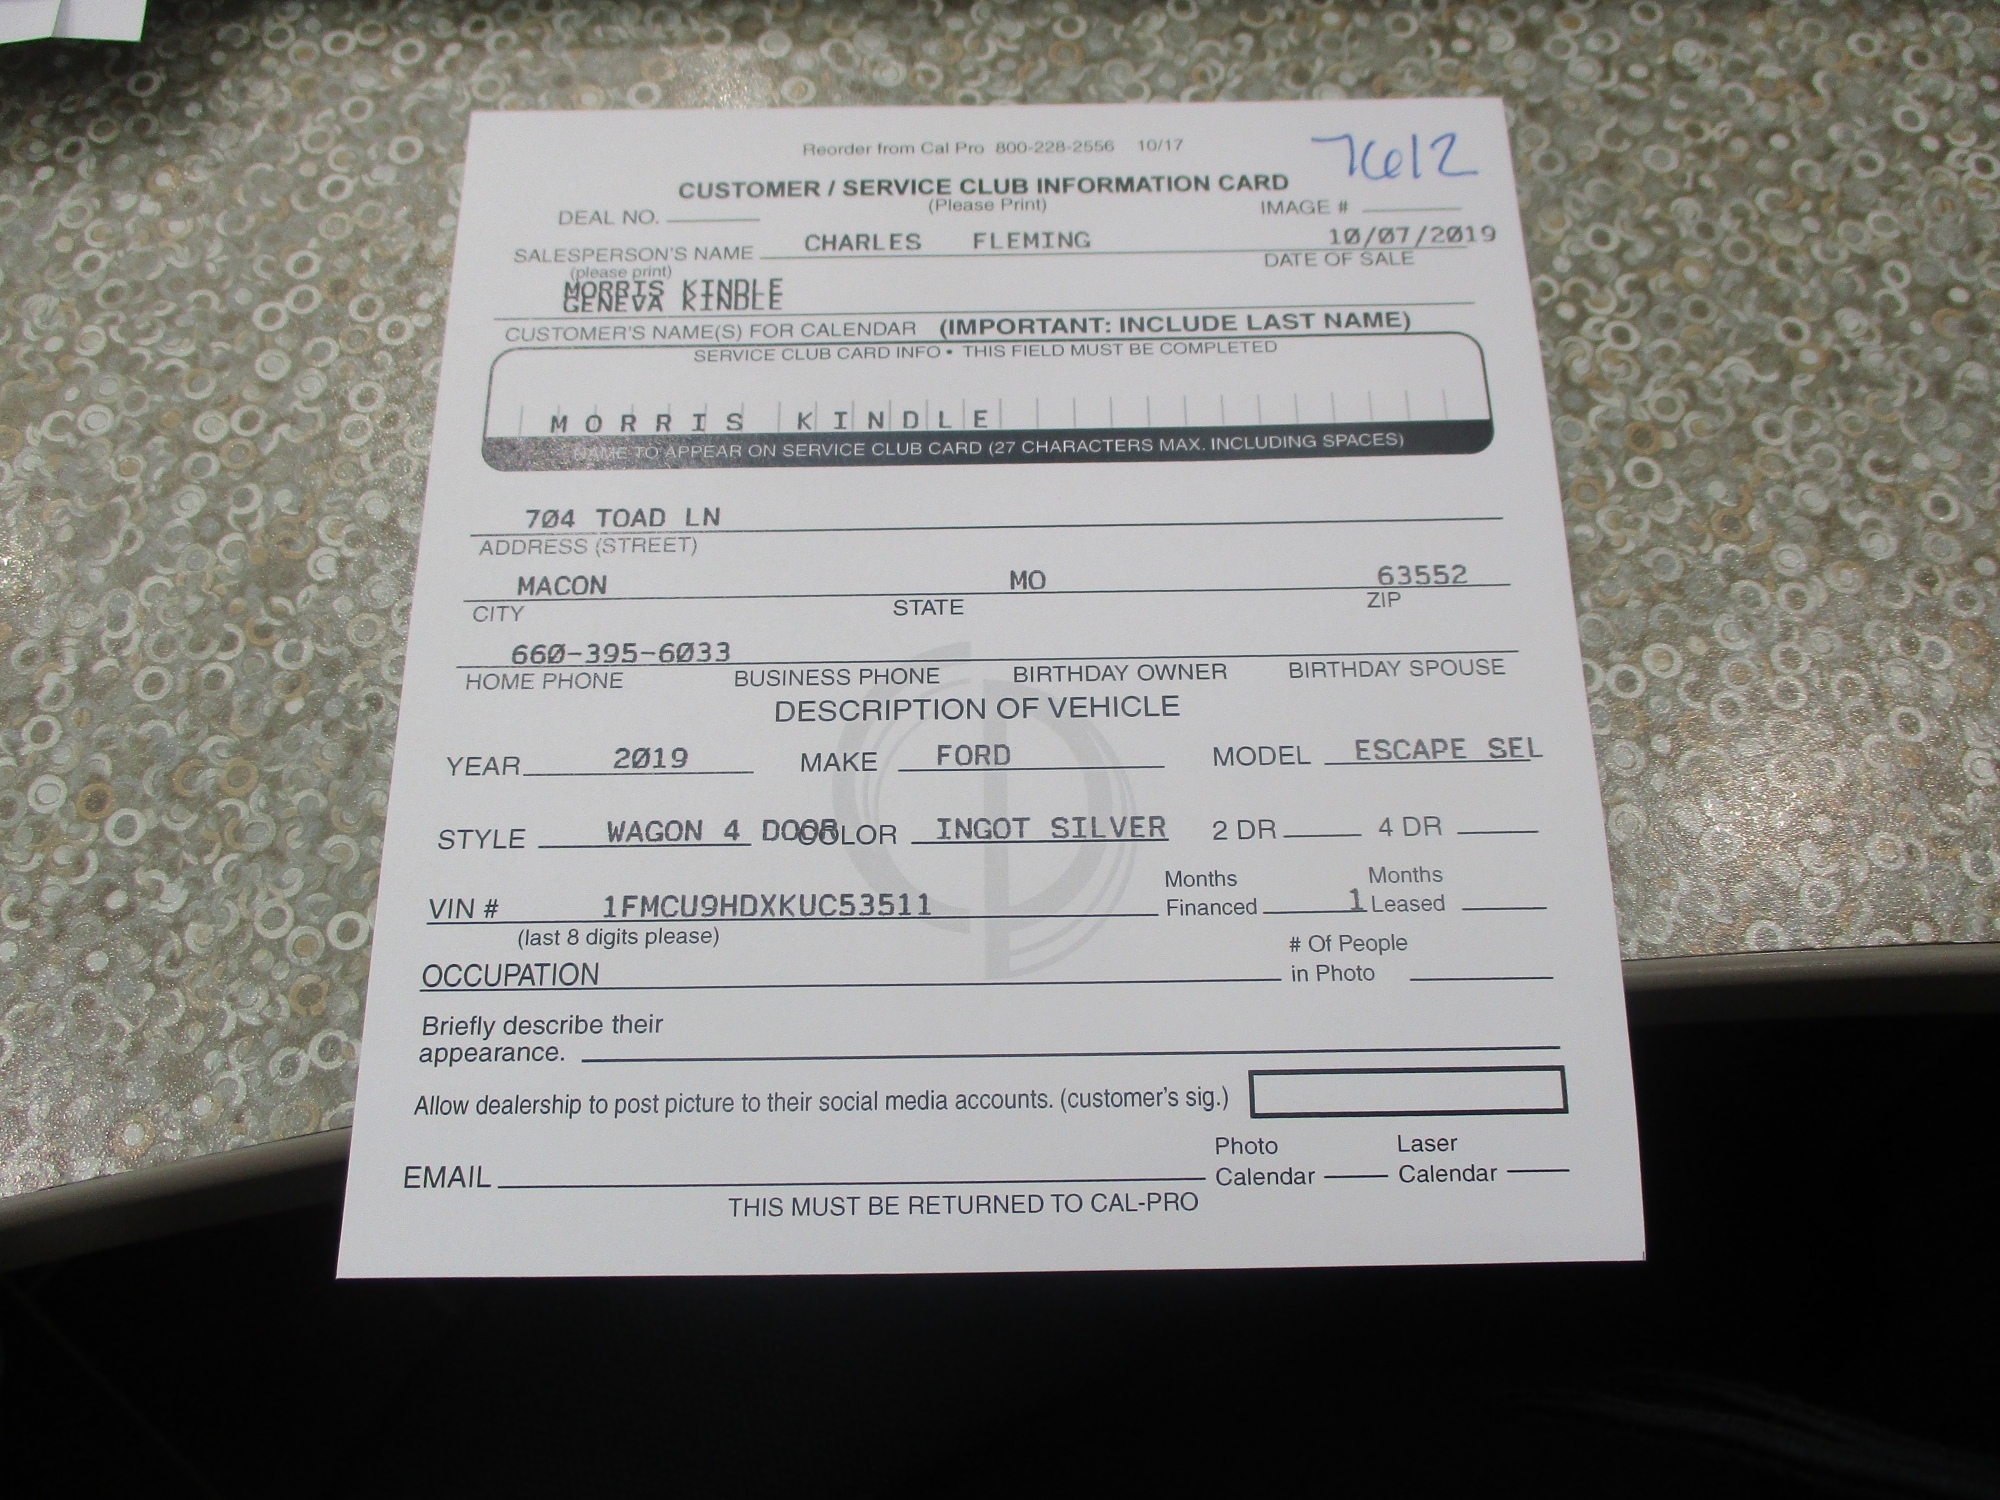 Reorder from Cal Pro 800-228-2556 10/17
7612
CUSTOMER / SERVICE CLUB INFORMATION CARD
(Please Print)
DEAL NO. IMAGE #
SALESPERSON'S NAME CHARLES FLEMING 10/07/2019
(please print) DATE OF SALE
MORRIS KINDLE
GENEVA KINDLE
CUSTOMER'S NAME(S) FOR CALENDAR (IMPORTANT: INCLUDE LAST NAME)
SERVICE CLUB CARD INFO • THIS FIELD MUST BE COMPLETED
MORRIS KINDLE
NAME TO APPEAR ON SERVICE CLUB CARD (27 CHARACTERS MAX. INCLUDING SPACES)
704 TOAD LN
ADDRESS (STREET)
MACON MO 63552
CITY STATE ZIP
660-395-6033
HOME PHONE BUSINESS PHONE BIRTHDAY OWNER BIRTHDAY SPOUSE
DESCRIPTION OF VEHICLE
YEAR 2019 MAKE FORD MODEL ESCAPE SEL
STYLE WAGON 4 DOOR COLOR INGOT SILVER 2 DR 4 DR
Months Months
VIN # 1FMCU9HDXKUC53511 Financed 1 Leased
(last 8 digits please)
# Of People
OCCUPATION in Photo
Briefly describe their
appearance.
Allow dealership to post picture to their social media accounts. (customer's sig.)
Photo Laser
EMAIL Calendar Calendar
THIS MUST BE RETURNED TO CAL-PRO